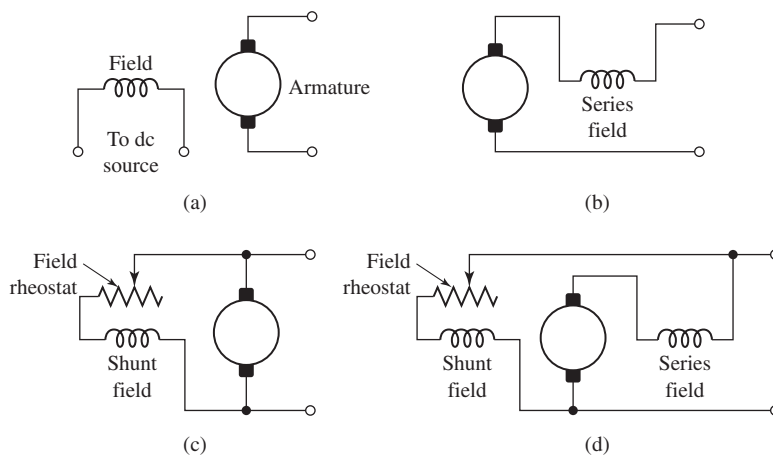 Field
Armature
To dc
source
(a)
Series
field
(b)
Field
rheostat
Shunt
field
(c)
Field
rheostat
Shunt
field
Series
field
(d)